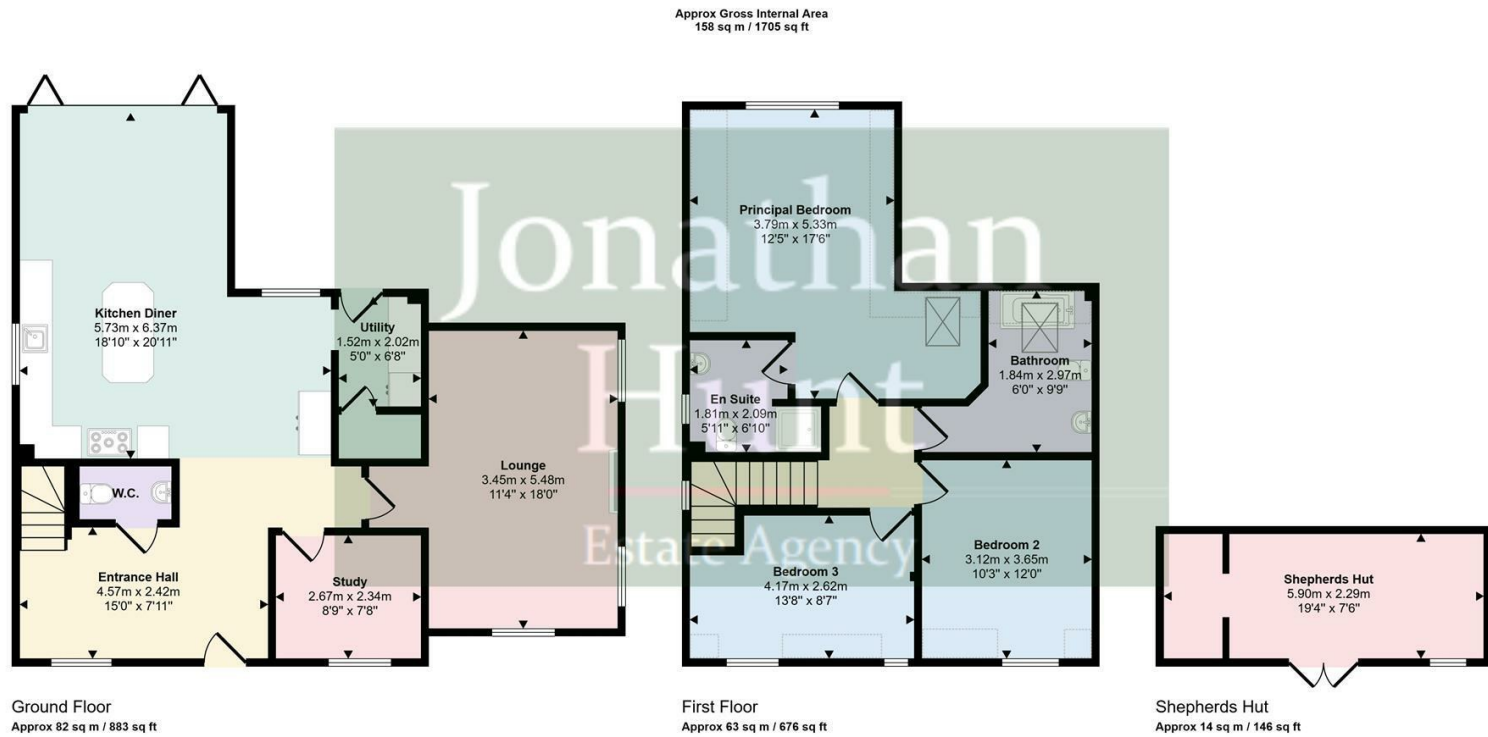 Approx Gross Internal Area
158 sq m / 1705 sq ft
Jonathan
Hunt
Estate Agency
Kitchen Diner
5.73m x 6.37m
18'10" x 20'11"
Utility
1.52m x 2.02m
5'0" x 6'8"
Lounge
3.45m x 5.48m
11'4" x 18'0"
W.C.
Entrance Hall
4.57m x 2.42m
15'0" x 7'11"
Study
2.67m x 2.34m
8'9" x 7'8"
Ground Floor
Approx 82 sq m / 883 sq ft
Principal Bedroom
3.79m x 5.33m
12'5" x 17'6"
En Suite
1.81m x 2.09m
5'11" x 6'10"
Bathroom
1.84m x 2.97m
6'0" x 9'9"
Bedroom 3
4.17m x 2.62m
13'8" x 8'7"
Bedroom 2
3.12m x 3.65m
10'3" x 12'0"
First Floor
Approx 63 sq m / 676 sq ft
Shepherds Hut
5.90m x 2.29m
19'4" x 7'6"
Shepherds Hut
Approx 14 sq m / 146 sq ft